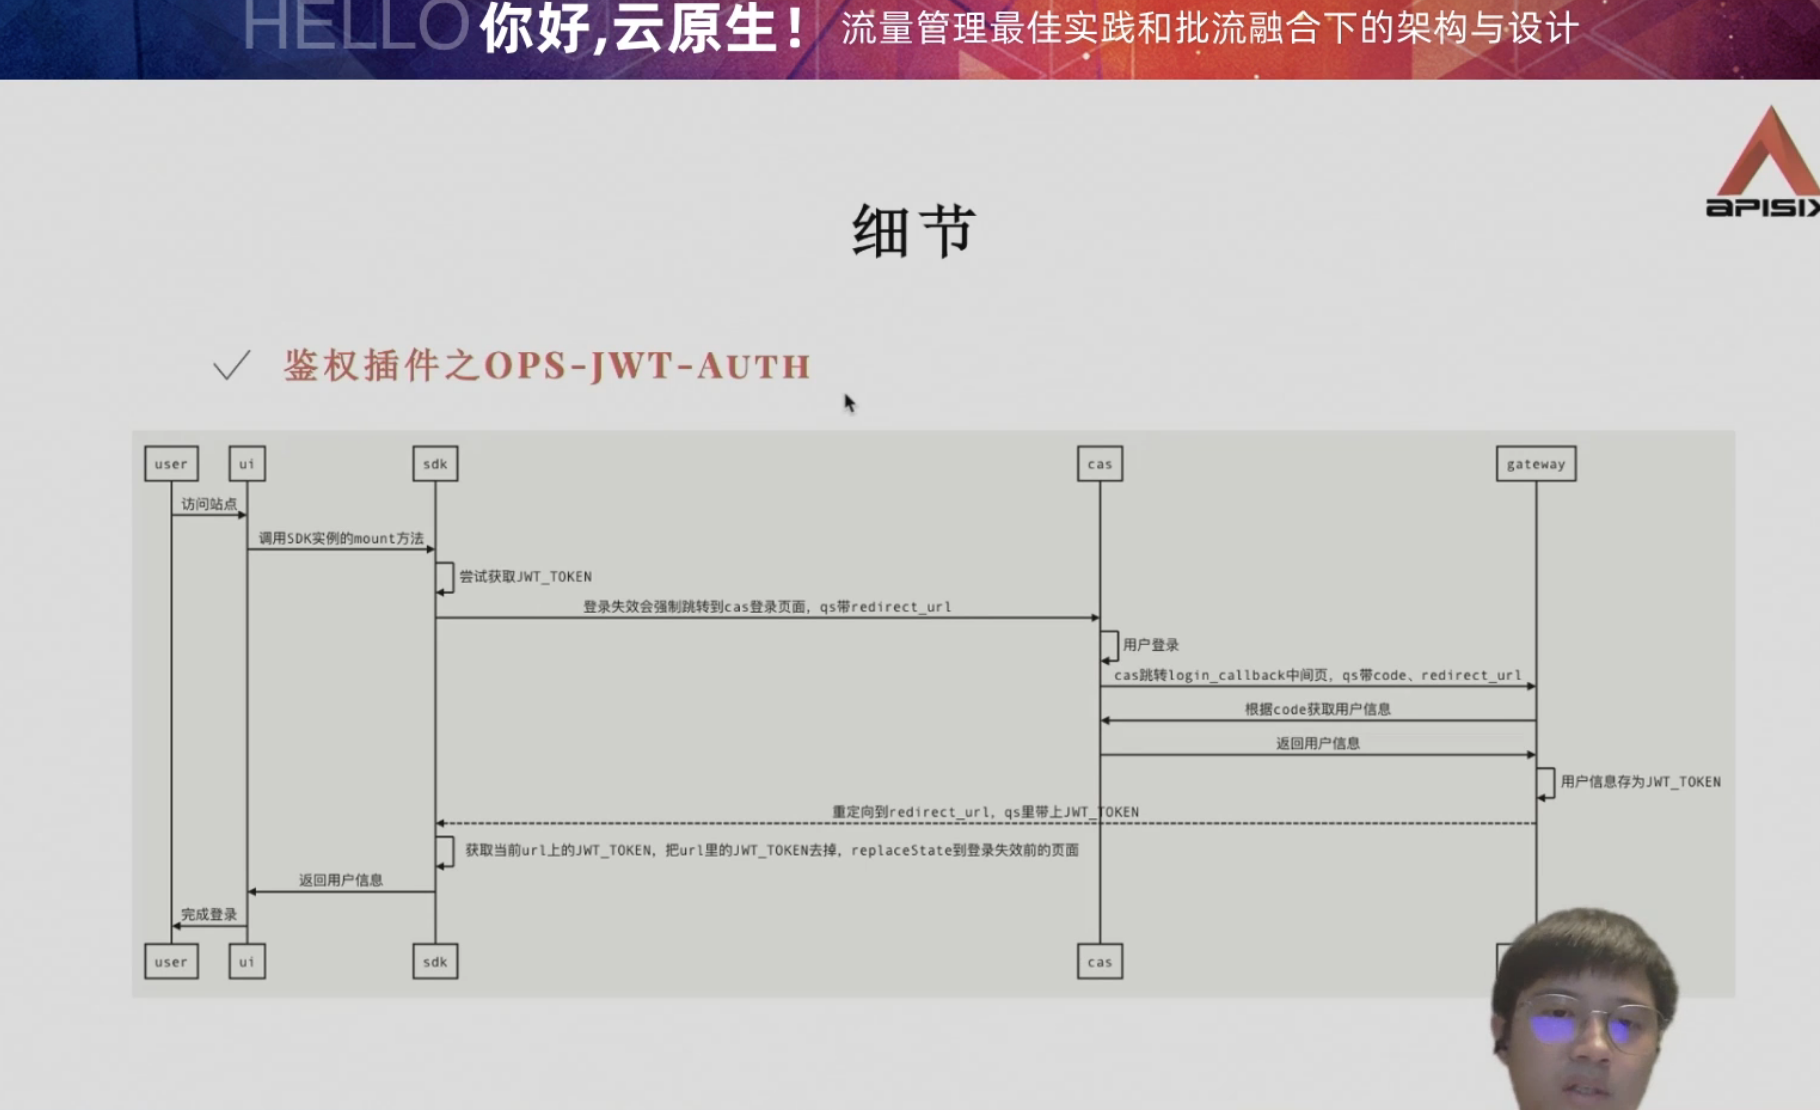 HELLO 你好,云原生! 流量管理最佳实践和批流融合下的架构与设计
APISIX
细节
鉴权插件之OPS-JWT-AUTH
user ui sdk cas gateway
访问站点
调用SDK实例的mount方法
尝试获取JWT_TOKEN
登录失效会强制跳转到cas登录页面，qs带redirect_url
用户登录
cas跳转login_callback中间页，qs带code、redirect_url
根据code获取用户信息
返回用户信息
用户信息存为JWT_TOKEN
重定向到redirect_url，qs里带上JWT_TOKEN
获取当前url上的JWT_TOKEN，把url里的JWT_TOKEN去掉，replaceState到登录失效前的页面
返回用户信息
完成登录
user ui sdk cas